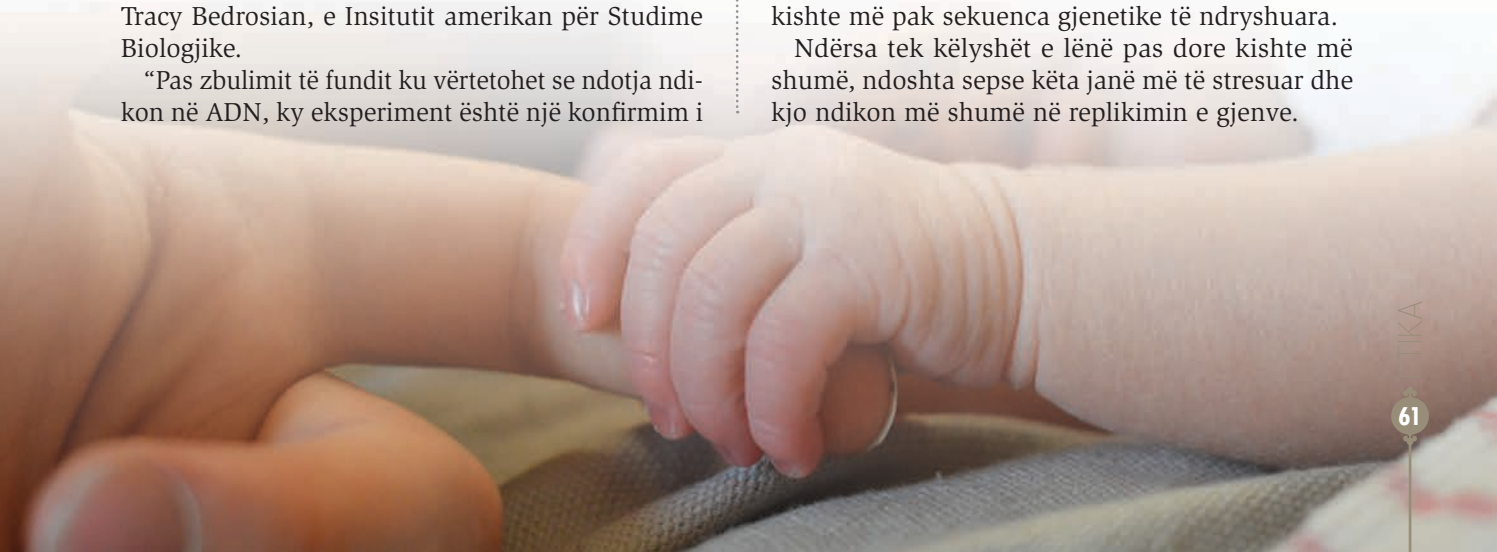 Tracy Bedrosian, e Insitutit amerikan për Studime
Biologjike.
“Pas zbulimit të fundit ku vërtetohet se ndotja ndi-
kon në ADN, ky eksperiment është një konfirmim i
kishte më pak sekuenca gjenetike të ndryshuara.
Ndërsa tek këlyshët e lënë pas dore kishte më
shumë, ndoshta sepse këta janë më të stresuar dhe
kjo ndikon më shumë në replikimin e gjenve.
61